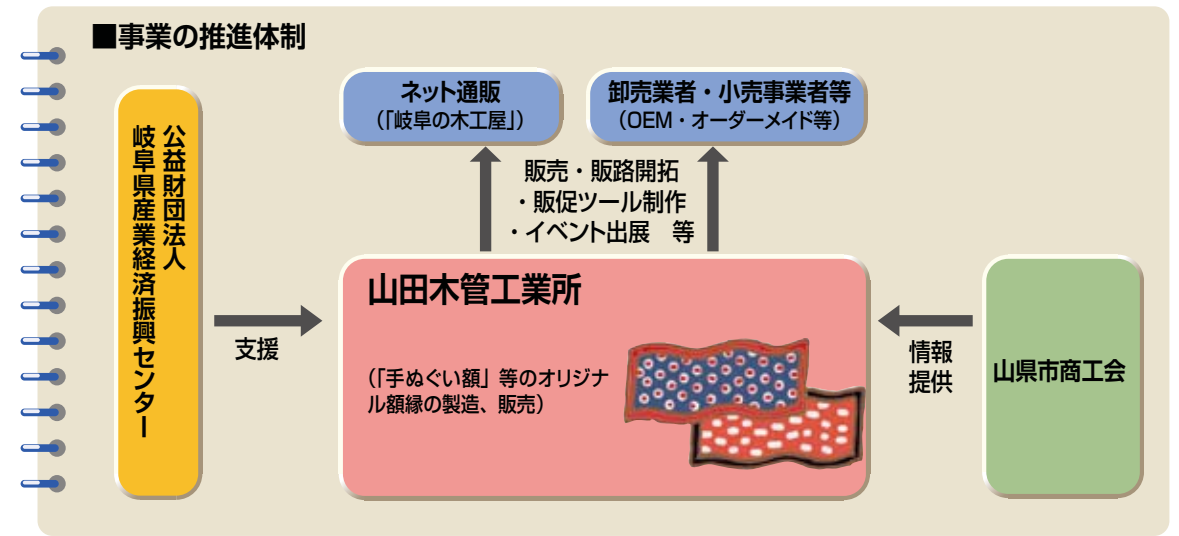 ■事業の推進体制
ネット通販
(「岐阜の木工屋」)
卸売業者・小売事業者等
(OEM・オーダーメイド等)
公益財団法人
岐阜県産業経済振興センター
販売・販路開拓
・販促ツール制作
・イベント出展　等
山田木管工業所
(「手ぬぐい額」等のオリジナ
ル額縁の製造、販売)
支援
情報
提供
山県市商工会